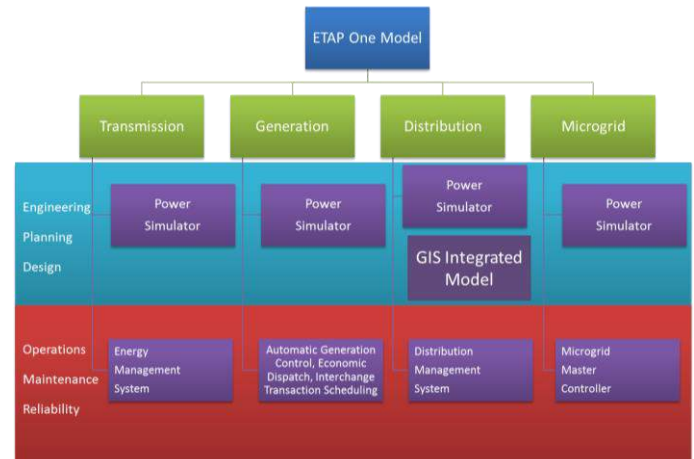 ETAP One Model
Transmission
Generation
Distribution
Microgrid
Engineering
Planning
Design
Power
Simulator
Power
Simulator
Power
Simulator
GIS Integrated
Model
Power
Simulator
Operations
Maintenance
Reliability
Energy
Management
System
Automatic Generation
Control, Economic
Dispatch, Interchange
Transaction Scheduling
Distribution
Management
System
Microgrid
Master
Controller